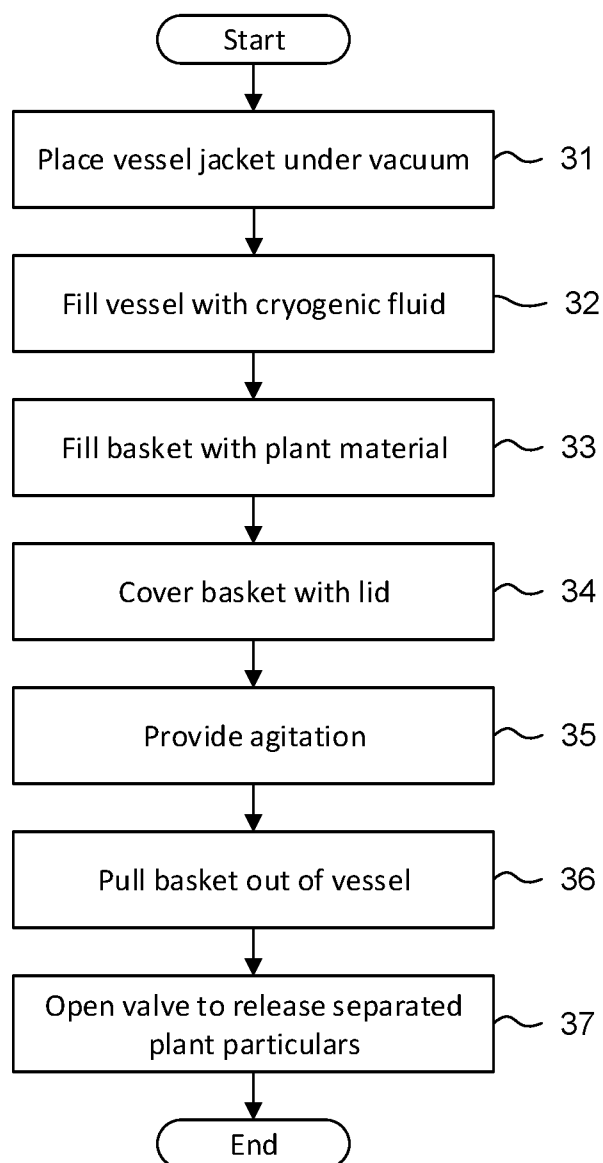 Start
Place vessel jacket under vacuum
31
Fill vessel with cryogenic fluid
32
Fill basket with plant material
33
Cover basket with lid
34
Provide agitation
35
Pull basket out of vessel
36
Open valve to release separated
plant particulars
37
End